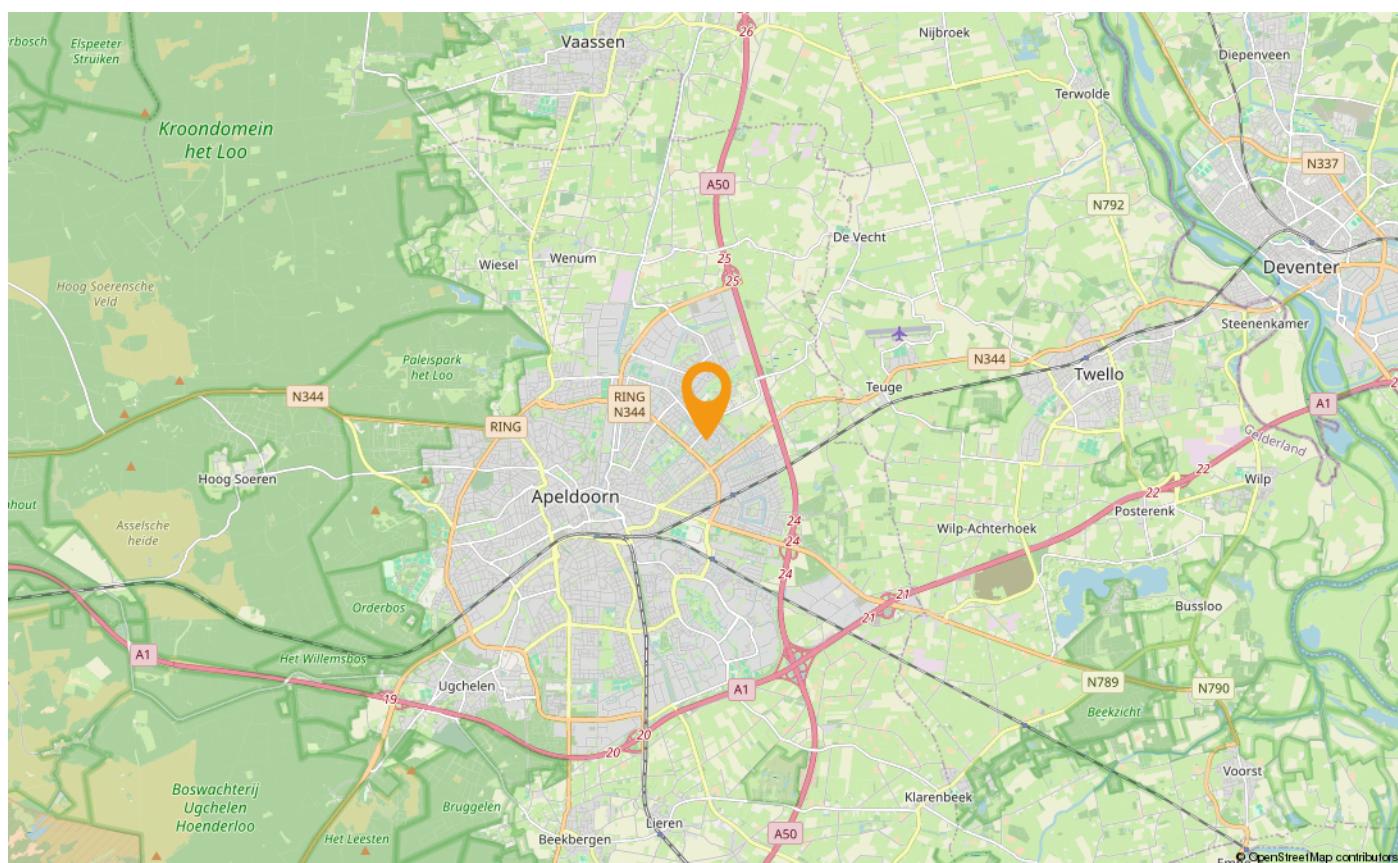 rbosch
Elspeeter
Struiken
Vaassen
26
Nijbroek
Diepenveen
Terwolde
Kroondomein
het Loo
N337
A50
N792
De Vecht
Wiesel
Wenum
25
25
Deventer
Hoog Soerensche
Veld
Steenenkamer
Paleispark
het Loo
N344
Twello
Teuge
N344
RING
N344
RING
A1
2
Gelderland
Hoog Soeren
22
22
Wilp
nhout
Apeldoorn
Posterenk
Asselsche
heide
24
24
24
Wilp-Achterhoek
21
21
Bussloo
Orderbos
A1
Het Willemsbos
Ugchelen
19
A1
N789
N790
Beekzicht
20
20
Voorst
Boswachterij
Ugchelen
Hoenderloo
Bruggelen
Klarenbeek
Lieren
A50
Het Leesten
Beekbergen
© OpenStreetMap contributors